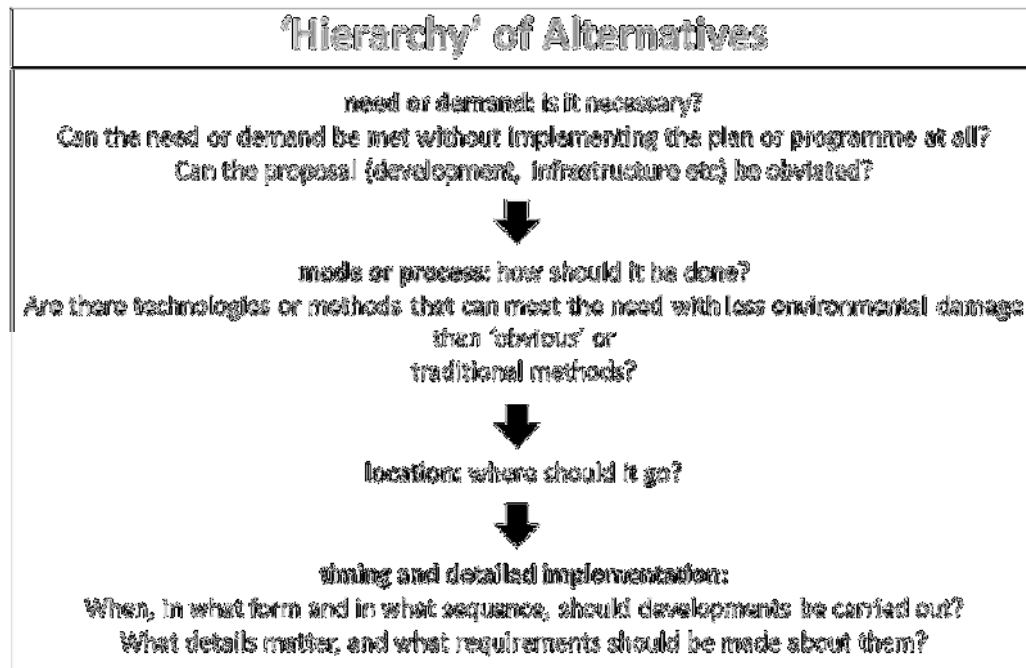 ‘Hierarchy’ of Alternatives
need or demand: is it necessary?
Can the need or demand be met without implementing the plan or programme at all?
Can the proposal (development, infrastructure etc) be obviated?
mode or process: how should it be done?
Are there technologies or methods that can meet the need with less environmental damage
than ‘obvious’ or
traditional methods?
location: where should it go?
timing and detailed implementation:
When, in what form and in what sequence, should developments be carried out?
What details matter, and what requirements should be made about them?